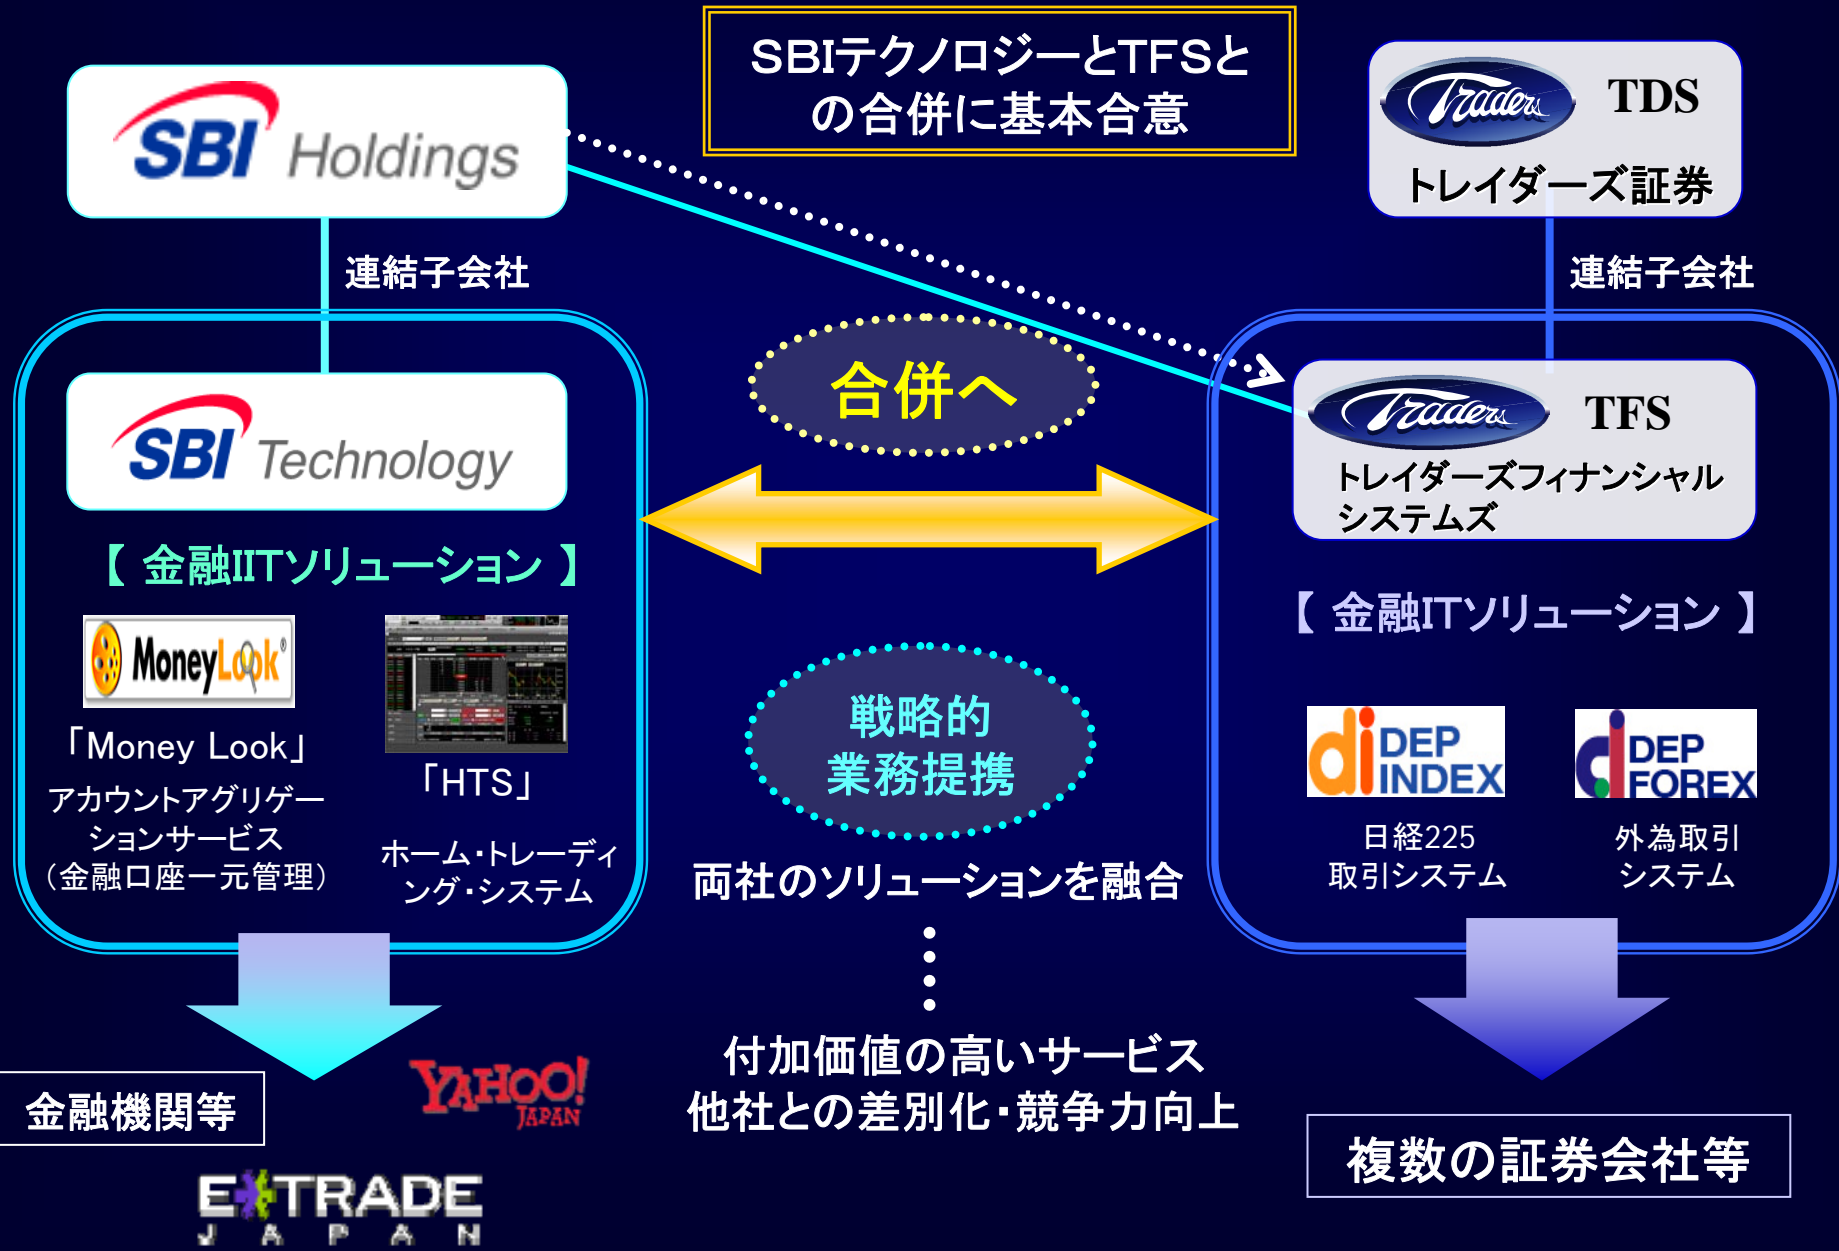 SBIテクノロジーとTFSと
の合併に基本合意
SBI Holdings
Traders
TDS
トレイダーズ証券
連結子会社
連結子会社
SBI Technology
合併へ
Traders
TFS
トレイダーズフィナンシャル
システムズ
【 金融IITソリューション 】
【 金融ITソリューション 】
MoneyLook®
「Money Look」
アカウントアグリゲー
ションサービス
（金融口座一元管理）
「HTS」
ホーム・トレーディ
ング・システム
戦略的
業務提携
両社のソリューションを融合
付加価値の高いサービス
他社との差別化・競争力向上
di DEP
INDEX
日経225
取引システム
di DEP
FOREX
外為取引
システム
金融機関等
YAHOO!
JAPAN
E*TRADE
JAPAN
複数の証券会社等